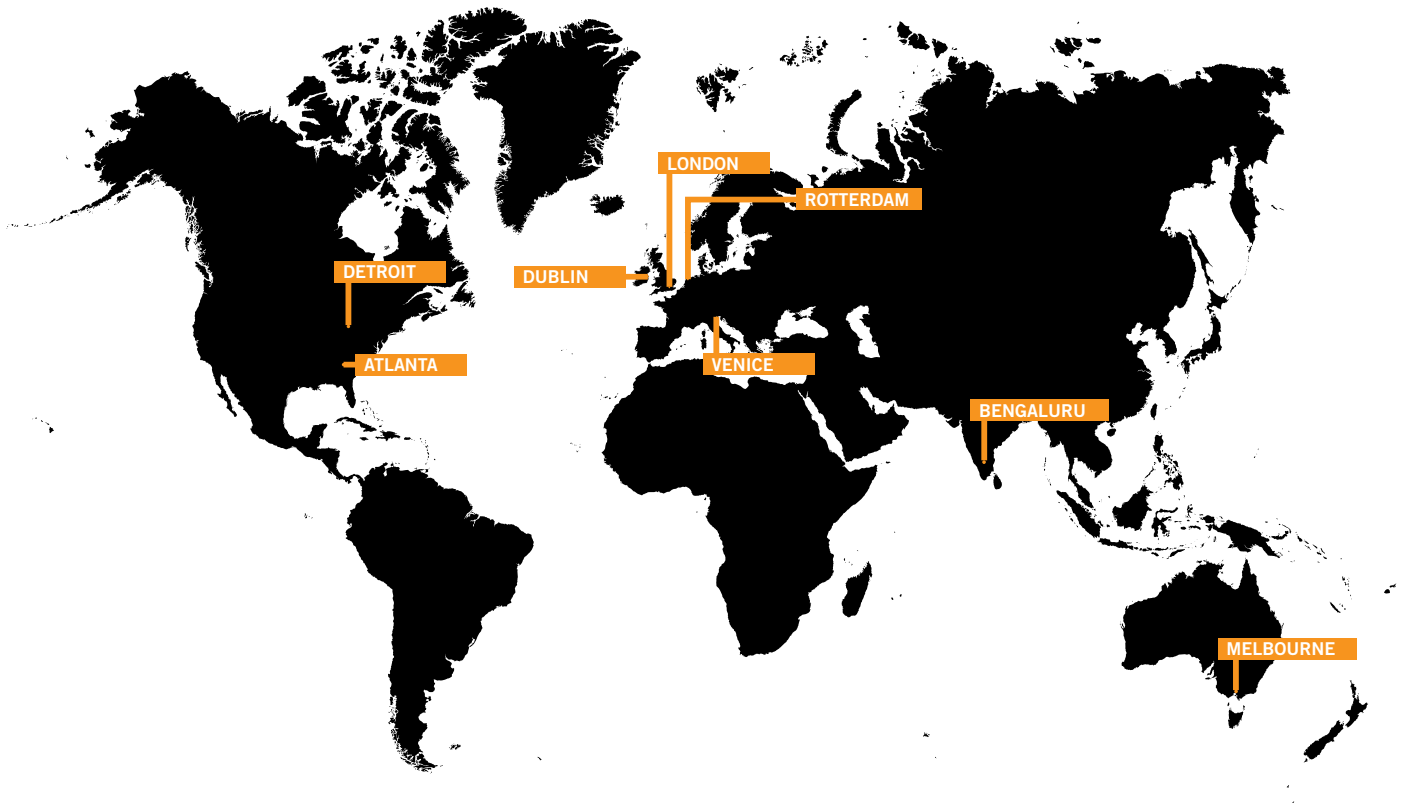 LONDON
ROTTERDAM
DETROIT
DUBLIN
ATLANTA
VENICE
BENGALURU
MELBOURNE